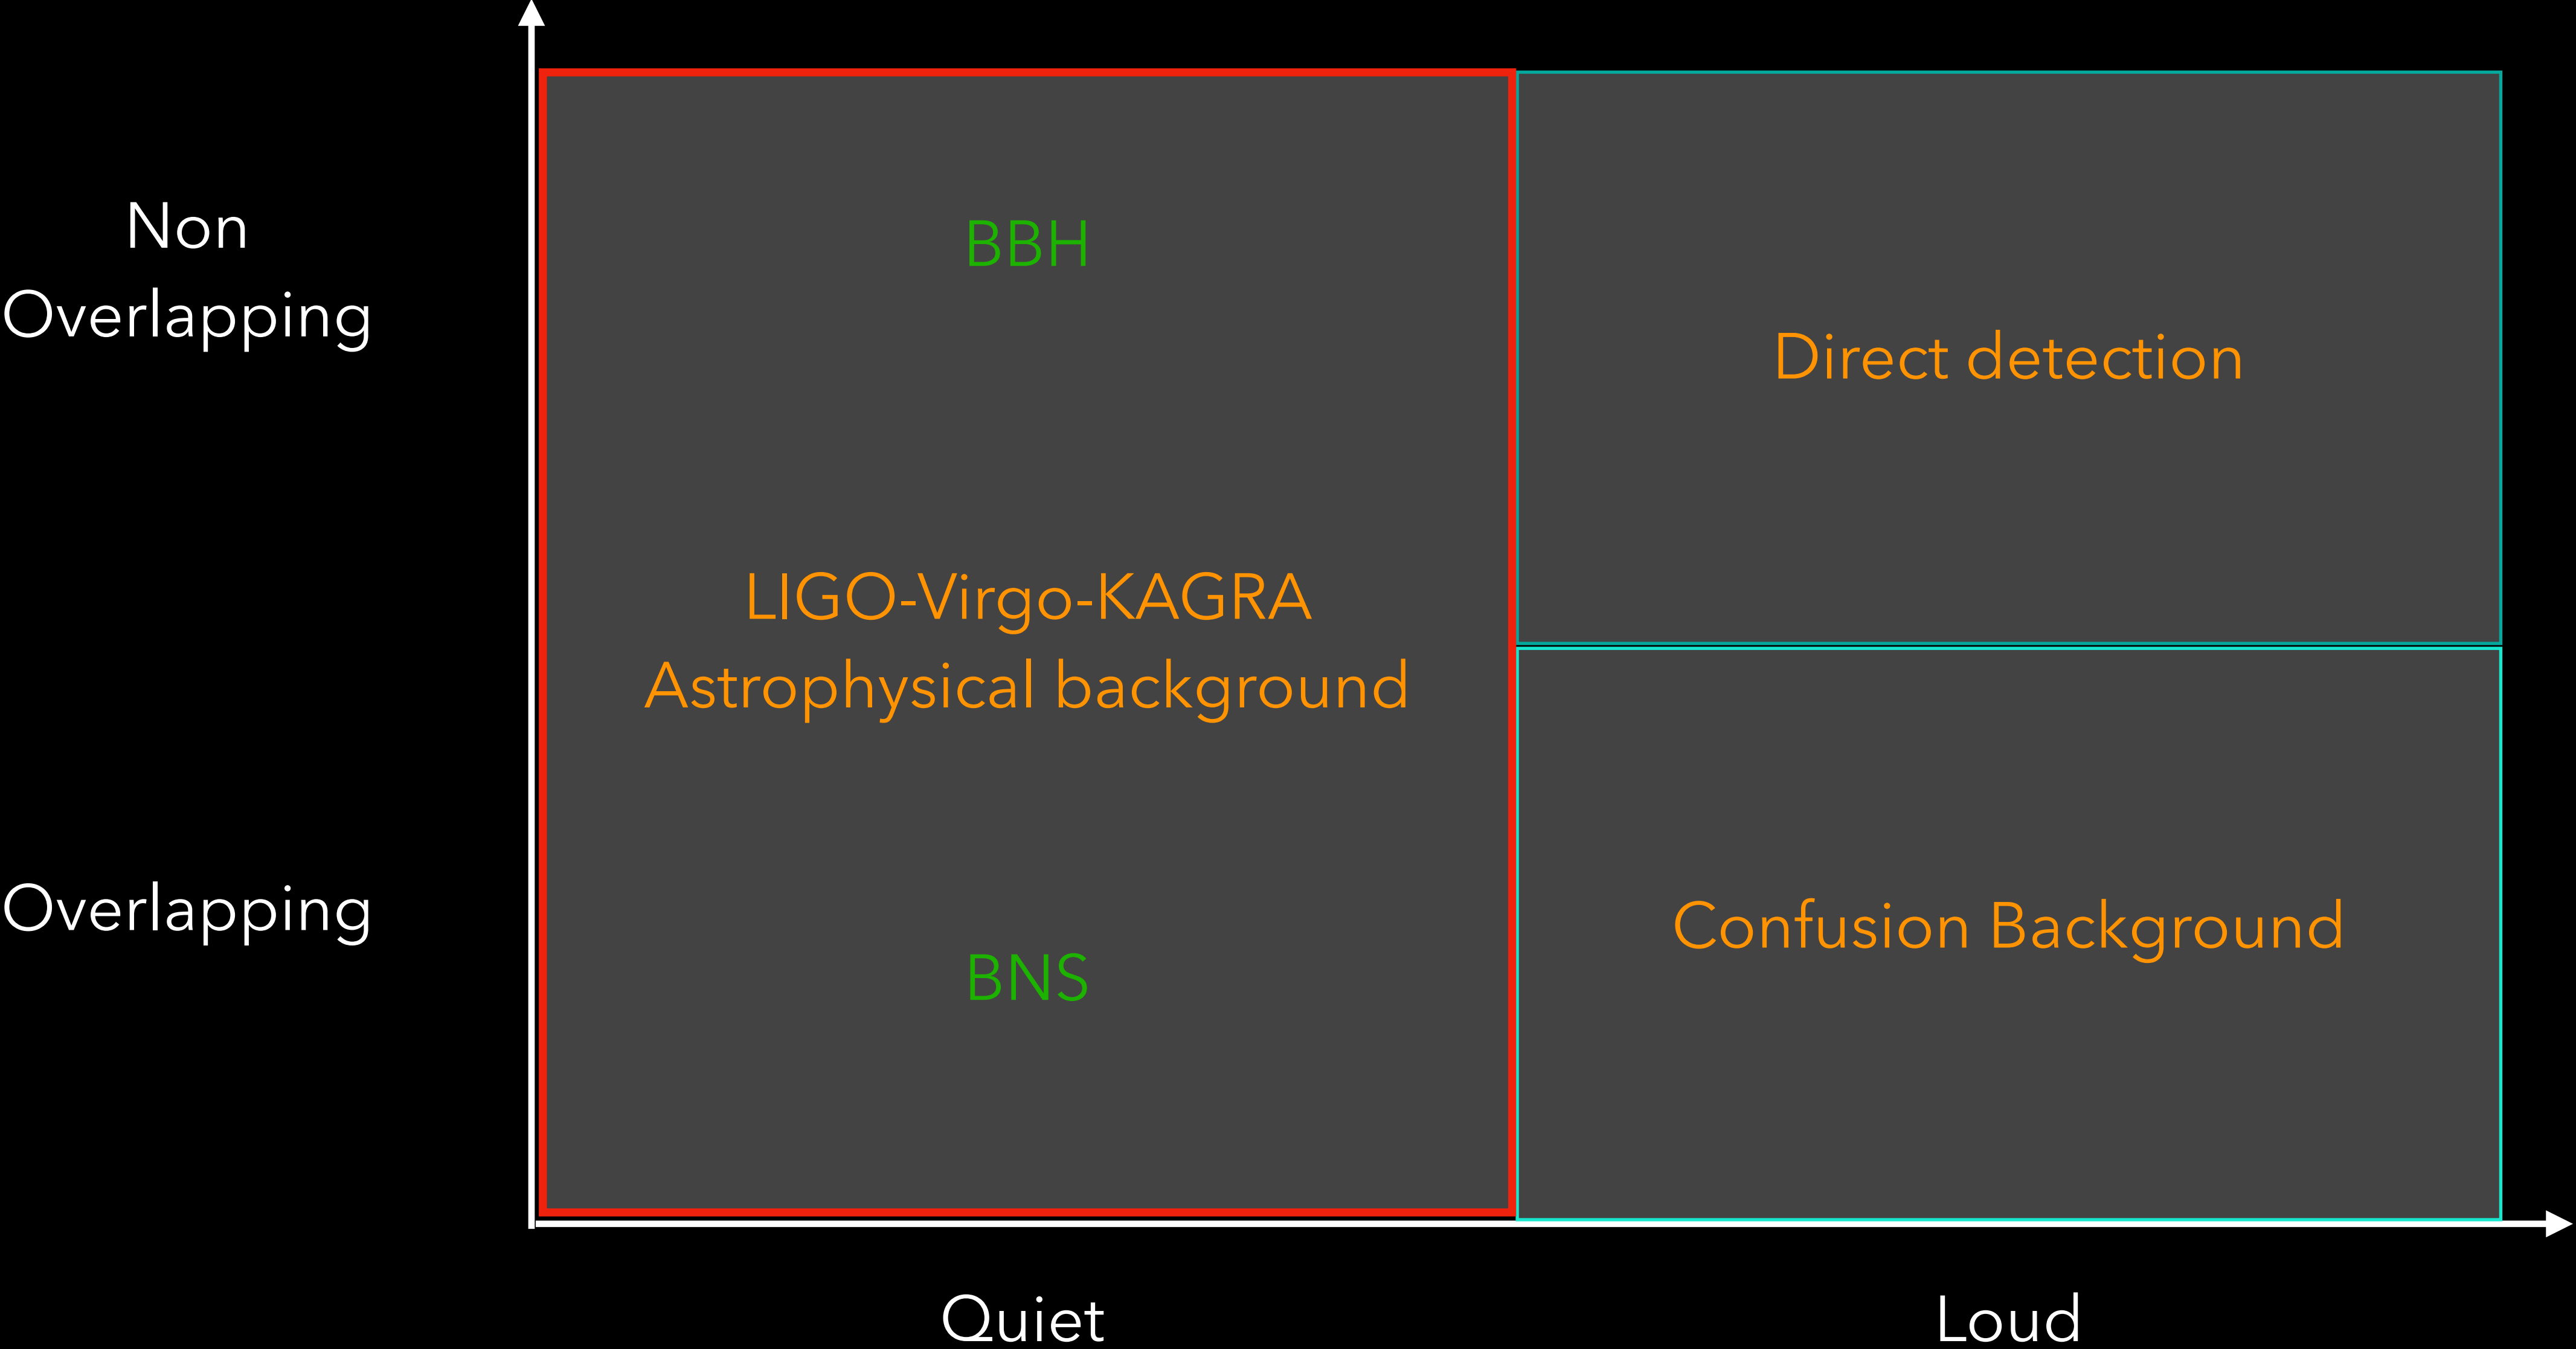 Non
Overlapping
BBH
Direct detection
LIGO-Virgo-KAGRA
Astrophysical background
Overlapping
BNS
Confusion Background
Quiet
Loud